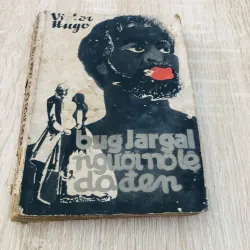 Victor
Hugo
bug Jargal
người nô lệ
da đen